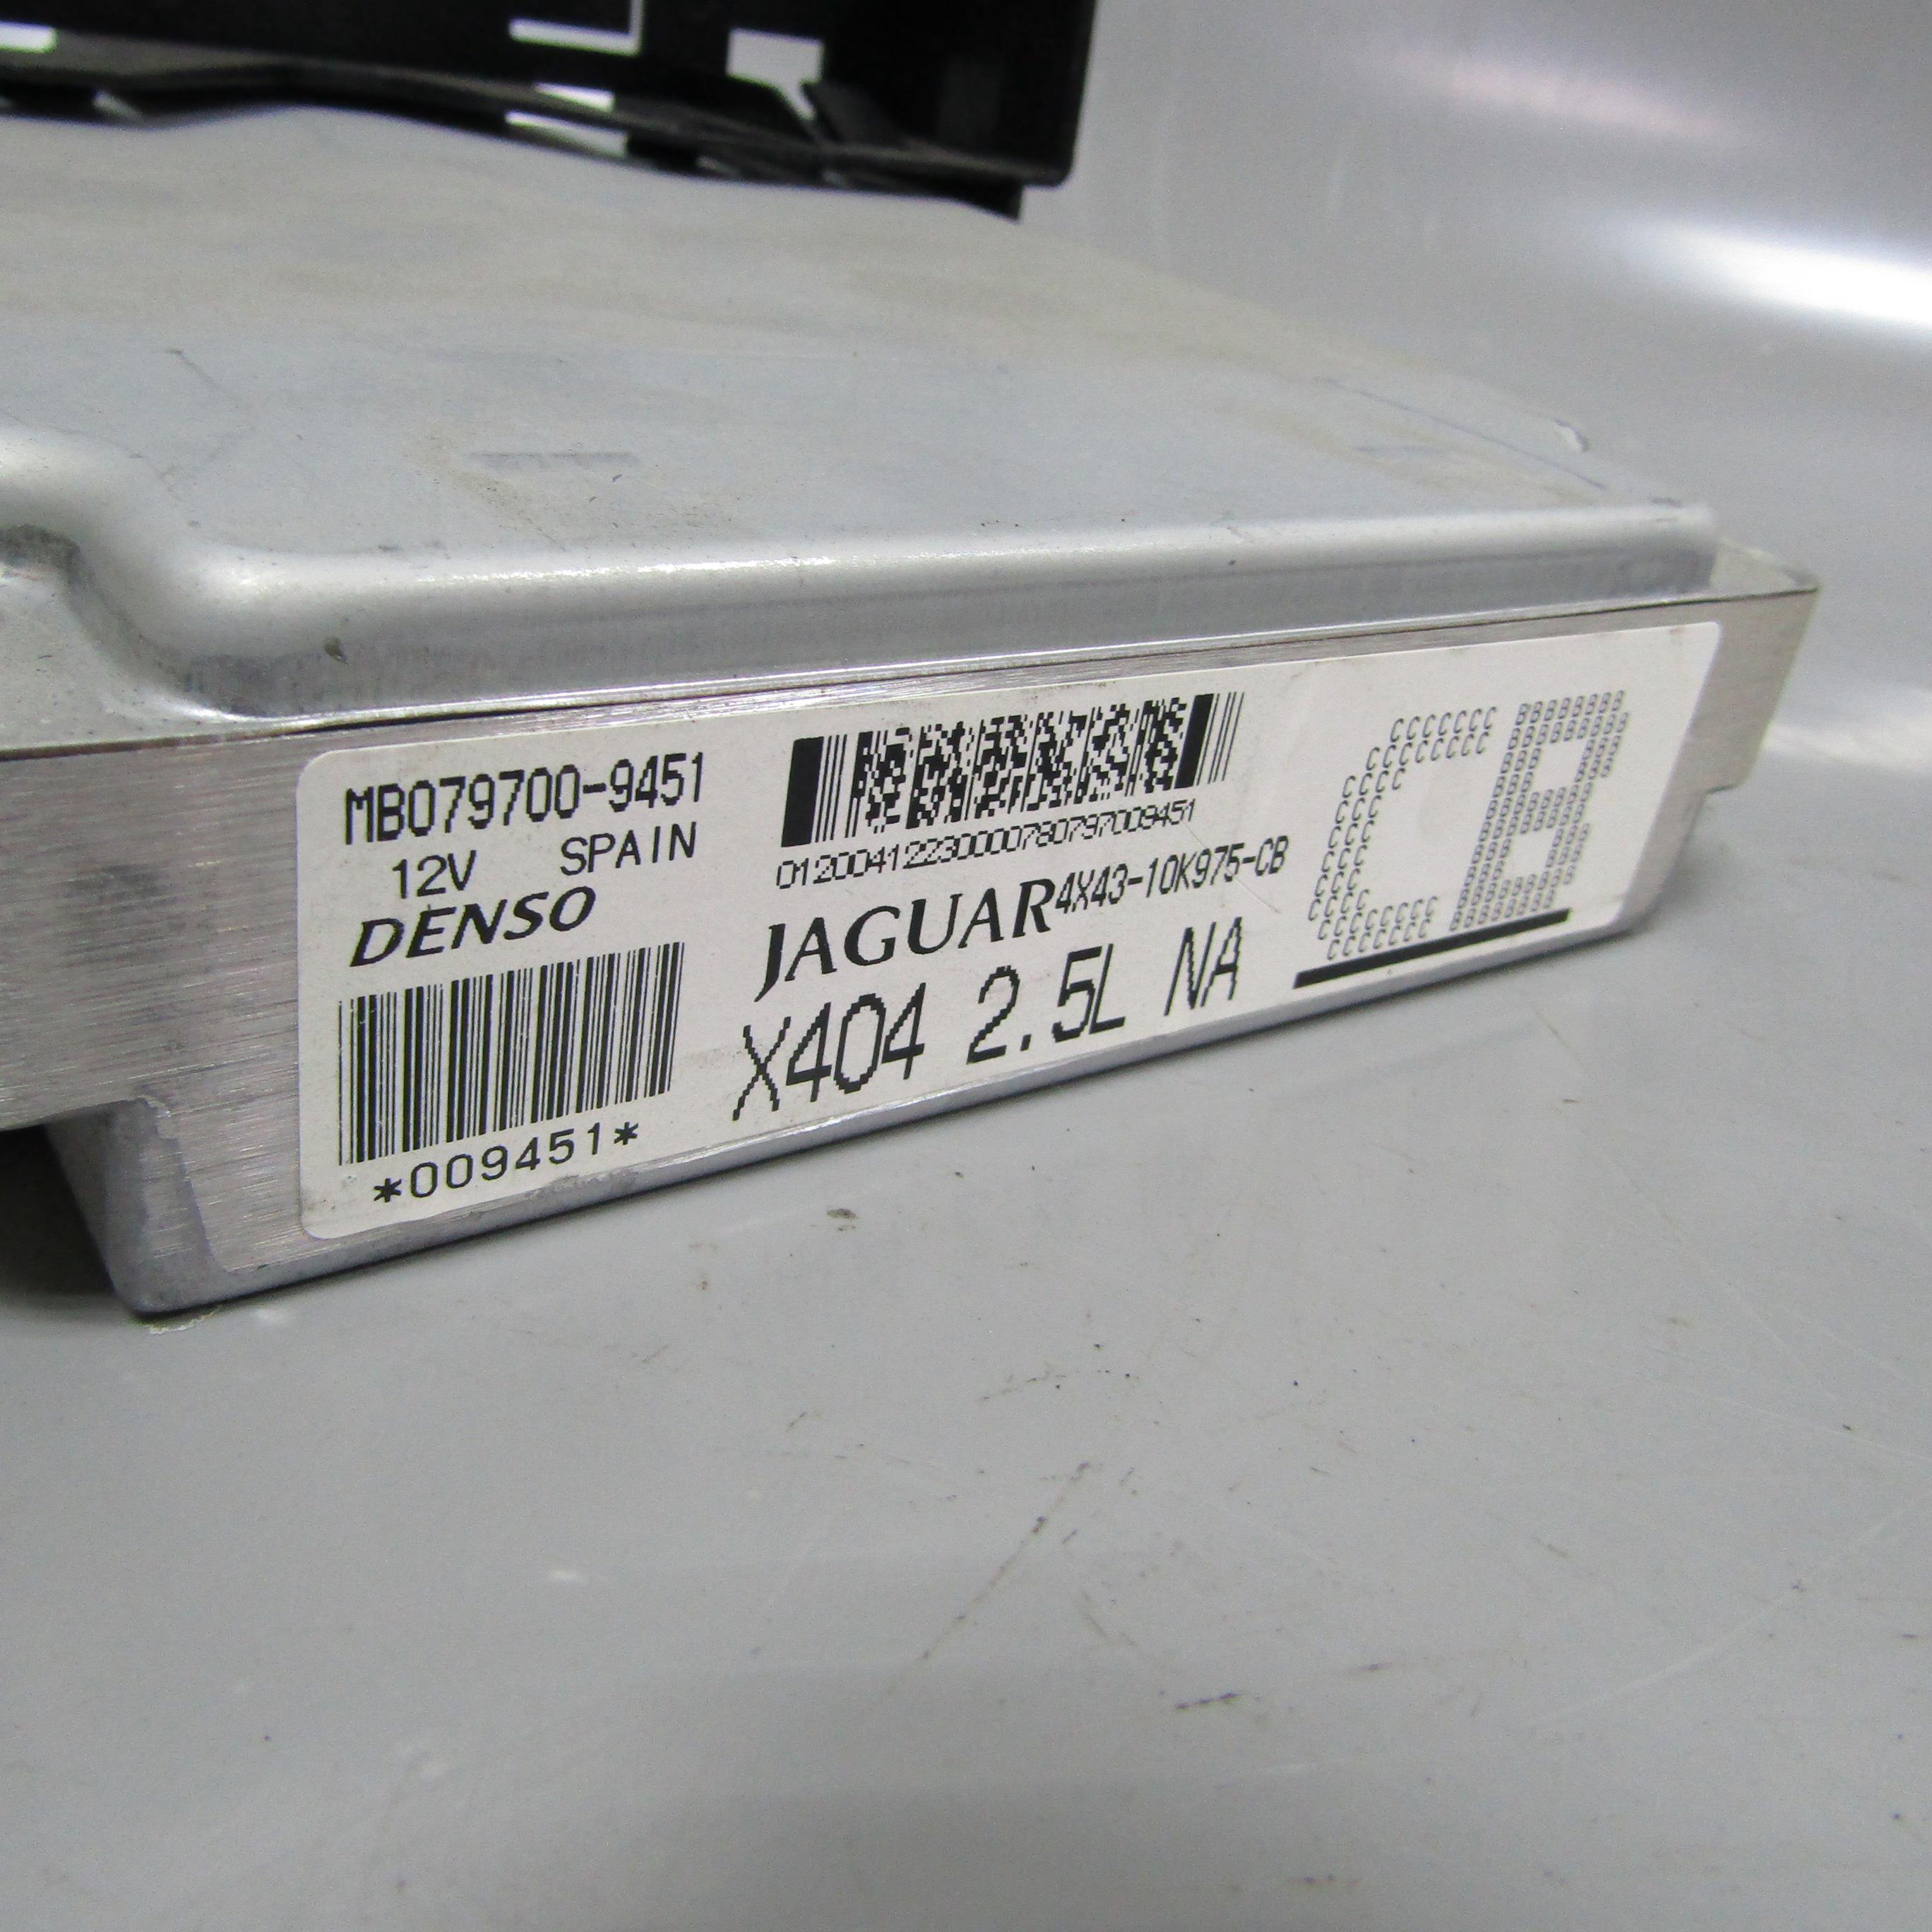 MB079700-9451
12V SPAIN
DENSO
*009451*
01200412230000780797009451
JAGUAR 4X43-10K975-CB
X404 2.5L NA
CB